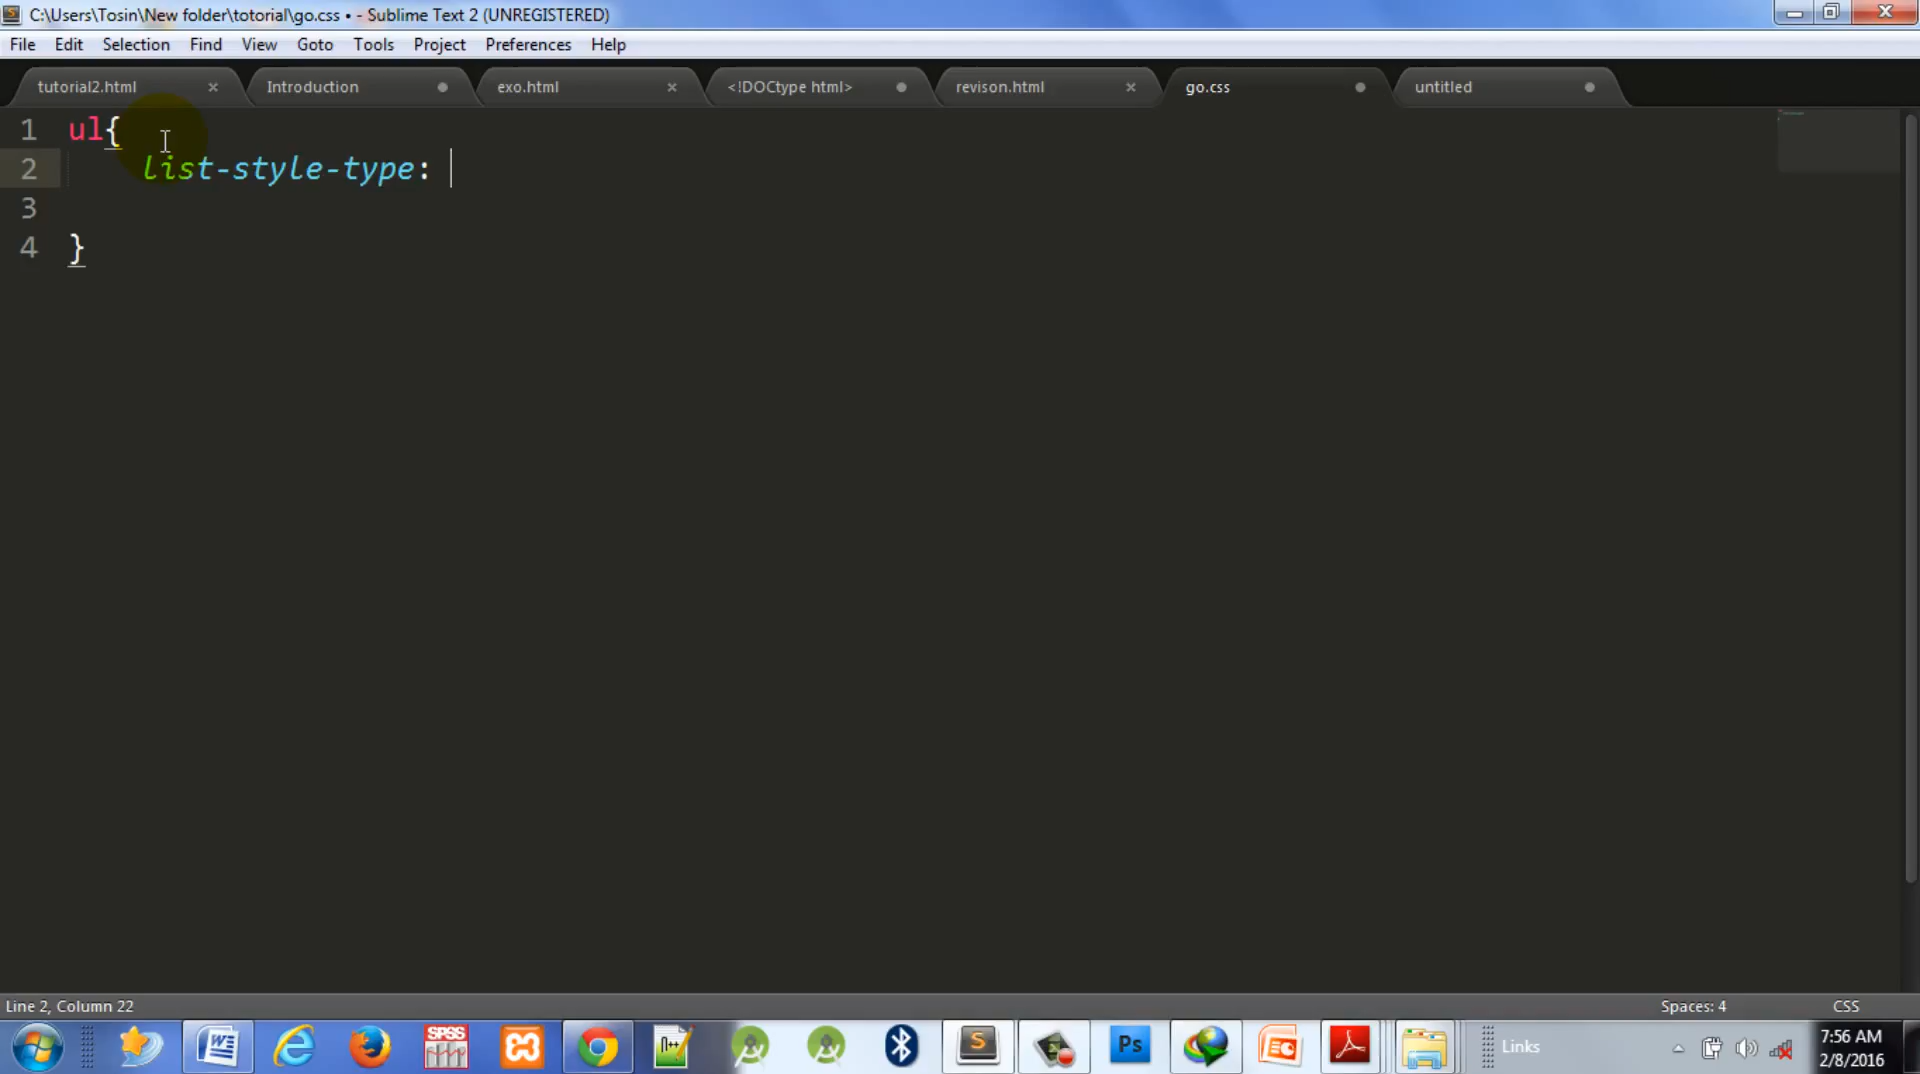 C:\Users\Tosin\New folder\totorial\go.css • - Sublime Text 2 (UNREGISTERED)
File Edit Selection Find View Goto Tools Project Preferences Help
tutorial2.html × Introduction exo.html × <!DOCtype html> revison.html × go.css untitled
1 ul{
2 list-style-type:
3
4 }
Line 2, Column 22 Spaces: 4 CSS
W SPSS n++ S Ps Links 7:56 AM
2/8/2016